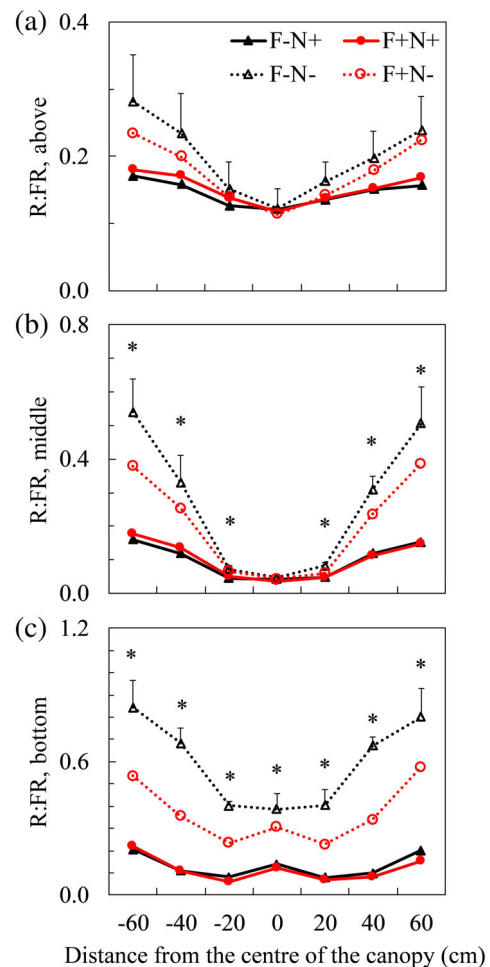 (a)
0.4
F-N+ F+N+
F-N- F+N-
R:FR, above
0.2
0.0
(b)
0.8
* *
* *
R:FR, middle
0.4
* *
0.0
(c)
1.2
* *
* *
R:FR, bottom
0.6
* * *
0.0
-60 -40 -20 0 20 40 60
Distance from the centre of the canopy (cm)